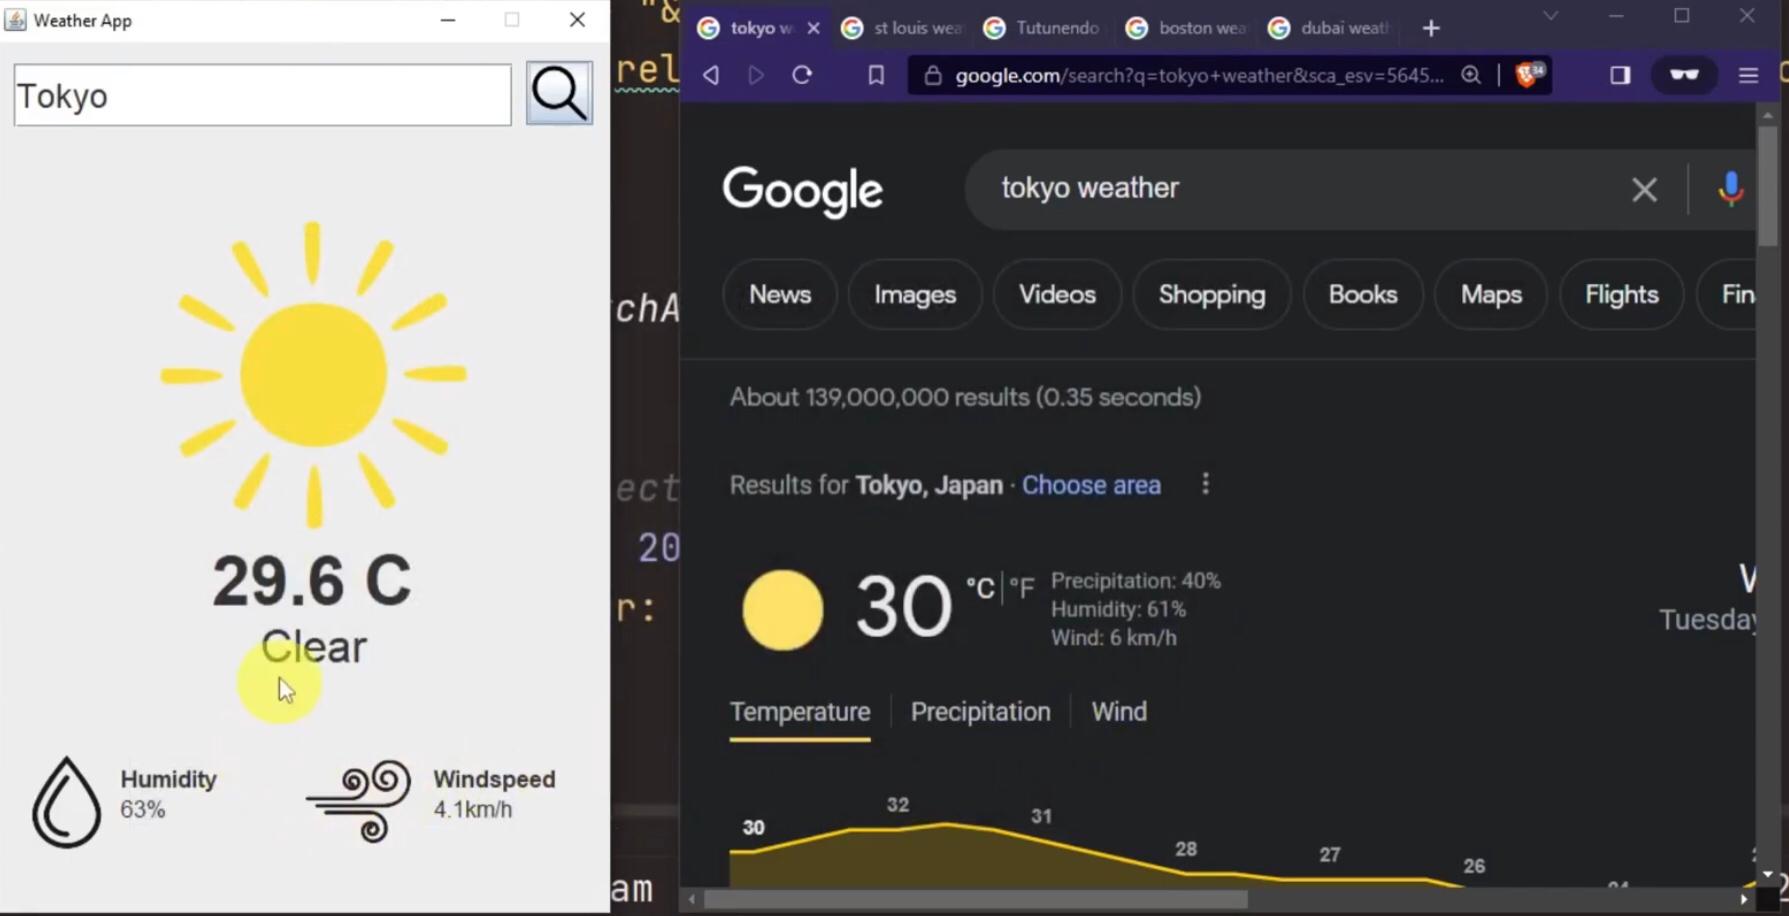 Weather App
Tokyo
29.6 C
Clear
Humidity
63%
Windspeed
4.1km/h
"&
rel
chA
ect
20
r:
am
tokyo w
st louis wea
Tutunendo
boston wea
dubai weath
google.com/search?q=tokyo+weather&sca_esv=5645...
34
Google
tokyo weather
News
Images
Videos
Shopping
Books
Maps
Flights
Fin
About 139,000,000 results (0.35 seconds)
Results for Tokyo, Japan · Choose area
30
°C | °F
Precipitation: 40%
Humidity: 61%
Wind: 6 km/h
Tuesday
Temperature
Precipitation
Wind
30
32
31
28
27
26